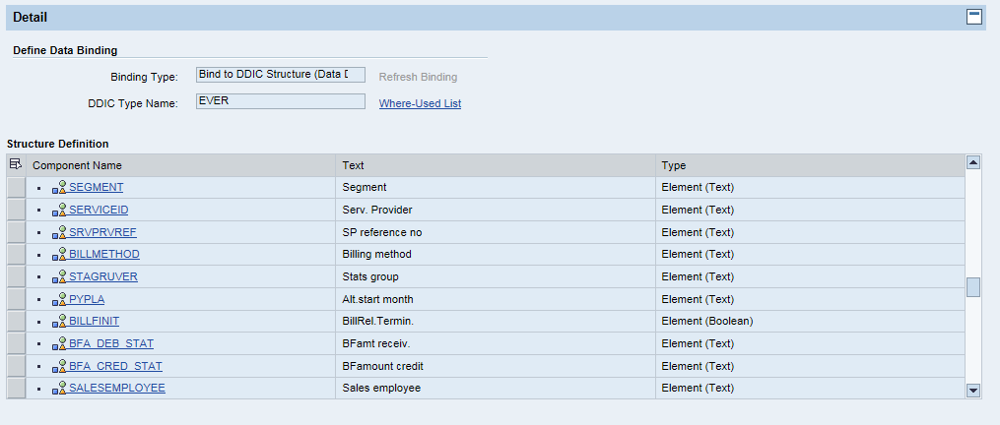 Detail
Define Data Binding
Binding Type: Bind to DDIC Structure (Data D Refresh Binding
DDIC Type Name: EVER Where-Used List
Structure Definition
Component Name Text Type
SEGMENT Segment Element (Text)
SERVICEID Serv. Provider Element (Text)
SRVPRVREF SP reference no Element (Text)
BILLMETHOD Billing method Element (Text)
STAGRUVER Stats group Element (Text)
PYPLA Alt.start month Element (Text)
BILLFINIT BillRel.Termin. Element (Boolean)
BFA_DEB_STAT BFamt receiv. Element (Text)
BFA_CRED_STAT BFamount credit Element (Text)
SALESEMPLOYEE Sales employee Element (Text)